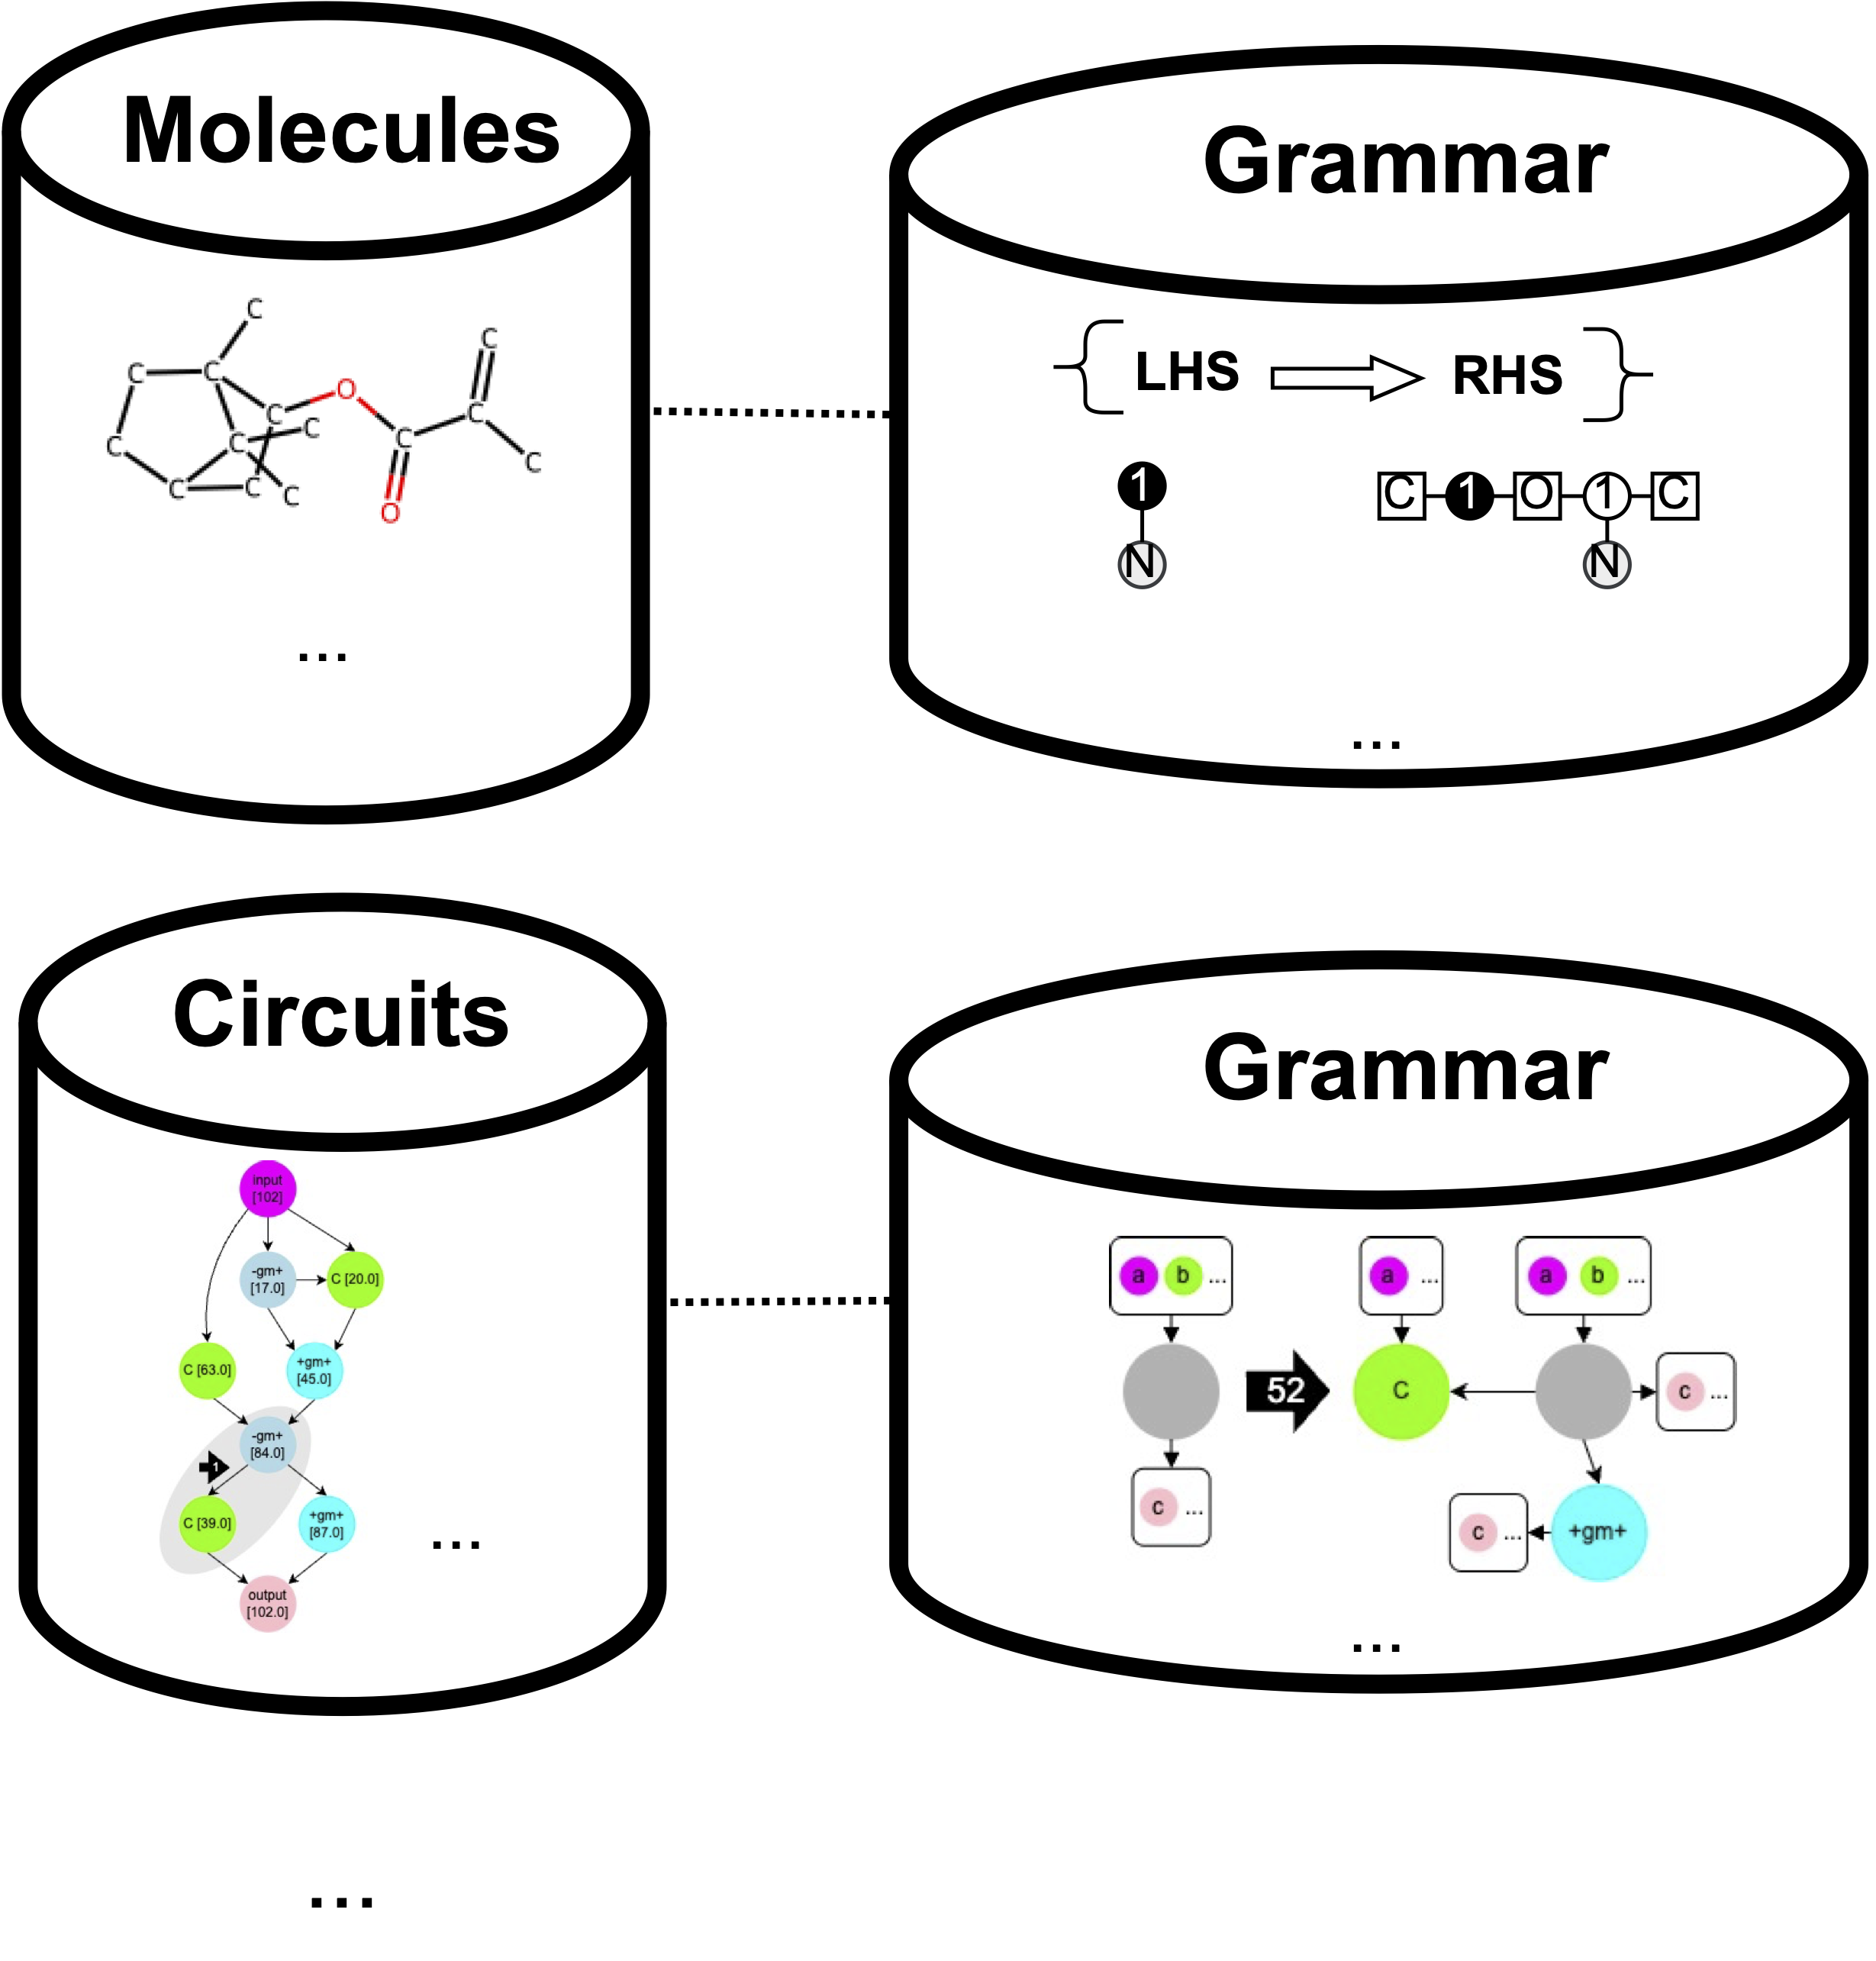 Molecules
C
C
C
C
C
C
C
C
C
C
C
O
C
O
C
C
C
...
Grammar
LHS RHS
1
N
C 1 O 1 C
N
...
Circuits
input
[102]
-gm+
[17.0]
C [20.0]
C [63.0]
+gm+
[45.0]
-gm+
[84.0]
1
C [39.0]
+gm+
[87.0]
...
output
[102.0]
Grammar
a b ...
a ...
a b ...
52
C
c ...
c ...
c ...
+gm+
...
...